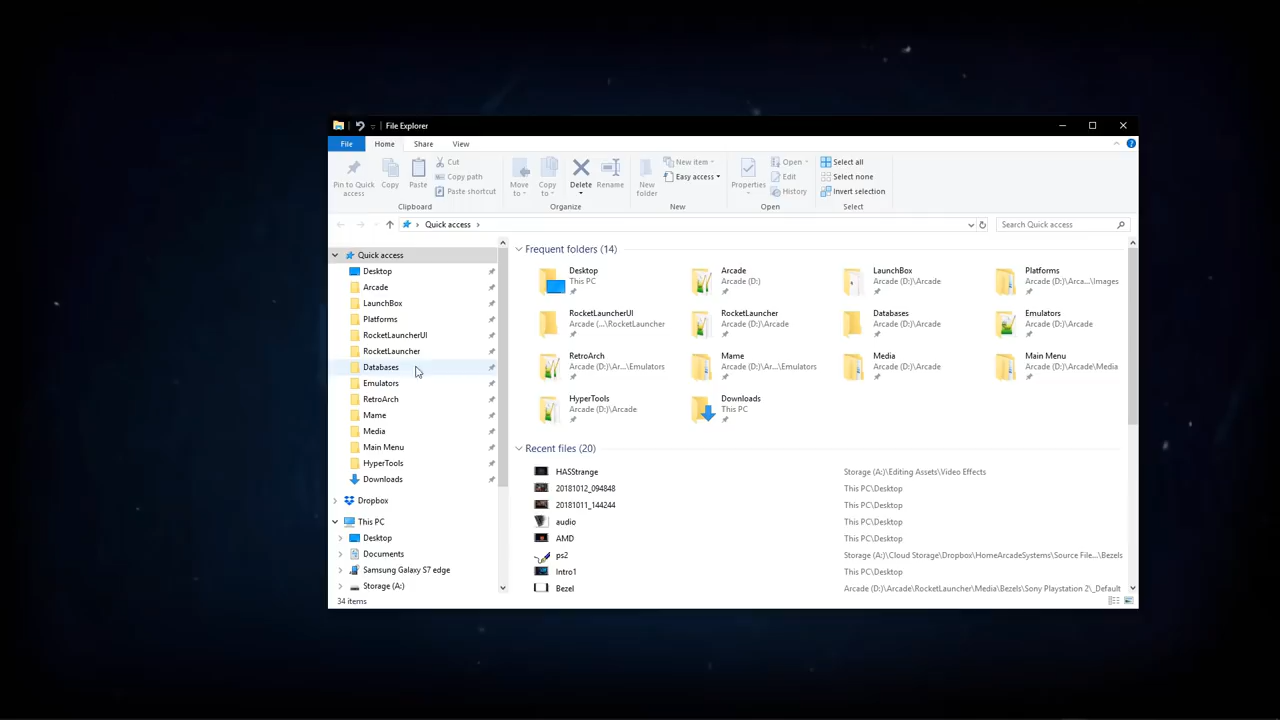 File Explorer
File Home Share View
Pin to Quick access
Copy
Paste
Cut
Copy path
Paste shortcut
Clipboard
Move to
Copy to
Delete
Rename
Organize
New folder
New item
Easy access
New
Properties
Open
Edit
History
Open
Select all
Select none
Invert selection
Select
Quick access
Search Quick access
Quick access
Desktop
Arcade
LaunchBox
Platforms
RocketLauncherUI
RocketLauncher
Databases
Emulators
RetroArch
Mame
Media
Main Menu
HyperTools
Downloads
Dropbox
This PC
Desktop
Documents
Samsung Galaxy S7 edge
Storage (A:)
Frequent folders (14)
Desktop
This PC
Arcade
Arcade (D:)
LaunchBox
Arcade (D:)\Arcade
Platforms
Arcade (D:)\Arca...\Images
RocketLauncherUI
Arcade (...\RocketLauncher
RocketLauncher
Arcade (D:)\Arcade
Databases
Arcade (D:)\Arcade
Emulators
Arcade (D:)\Arcade
RetroArch
Arcade (D:)\Ar...\Emulators
Mame
Arcade (D:)\Ar...\Emulators
Media
Arcade (D:)\Arcade
Main Menu
Arcade (D:)\Arcade\Media
HyperTools
Arcade (D:)\Arcade
Downloads
This PC
Recent files (20)
HASStrange Storage (A:)\Editing Assets\Video Effects
20181012_094848 This PC\Desktop
20181011_144244 This PC\Desktop
audio This PC\Desktop
AMD This PC\Desktop
ps2 Storage (A:)\Cloud Storage\Dropbox\HomeArcadeSystems\Source File...\Bezels
Intro1 This PC\Desktop
Bezel Arcade (D:)\Arcade\RocketLauncher\Media\Bezels\Sony Playstation 2\_Default
34 items